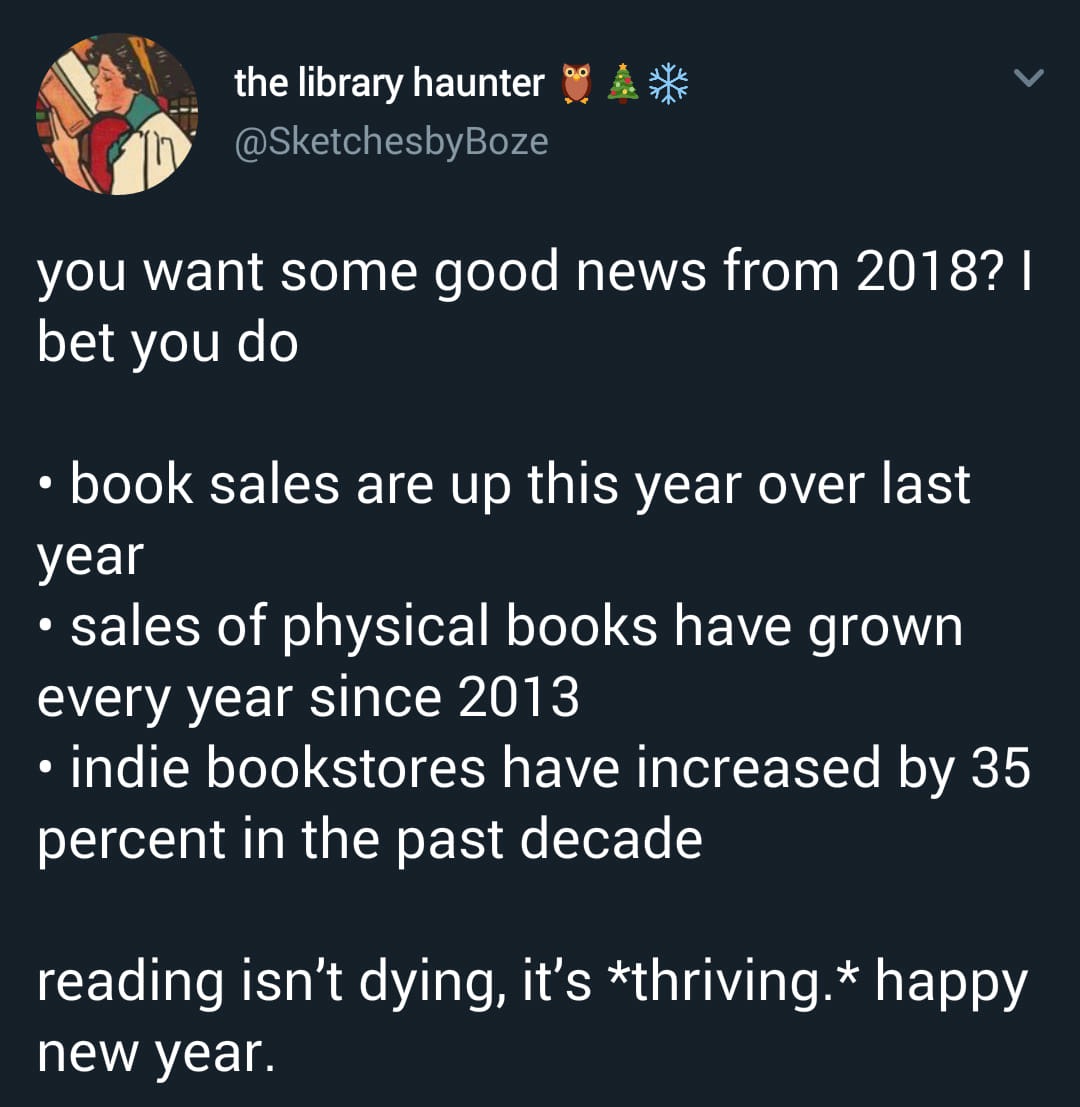 the library haunter 🦉🎄❄️
@SketchesbyBoze
you want some good news from 2018? I
bet you do
• book sales are up this year over last
year
• sales of physical books have grown
every year since 2013
• indie bookstores have increased by 35
percent in the past decade
reading isn’t dying, it’s *thriving.* happy
new year.